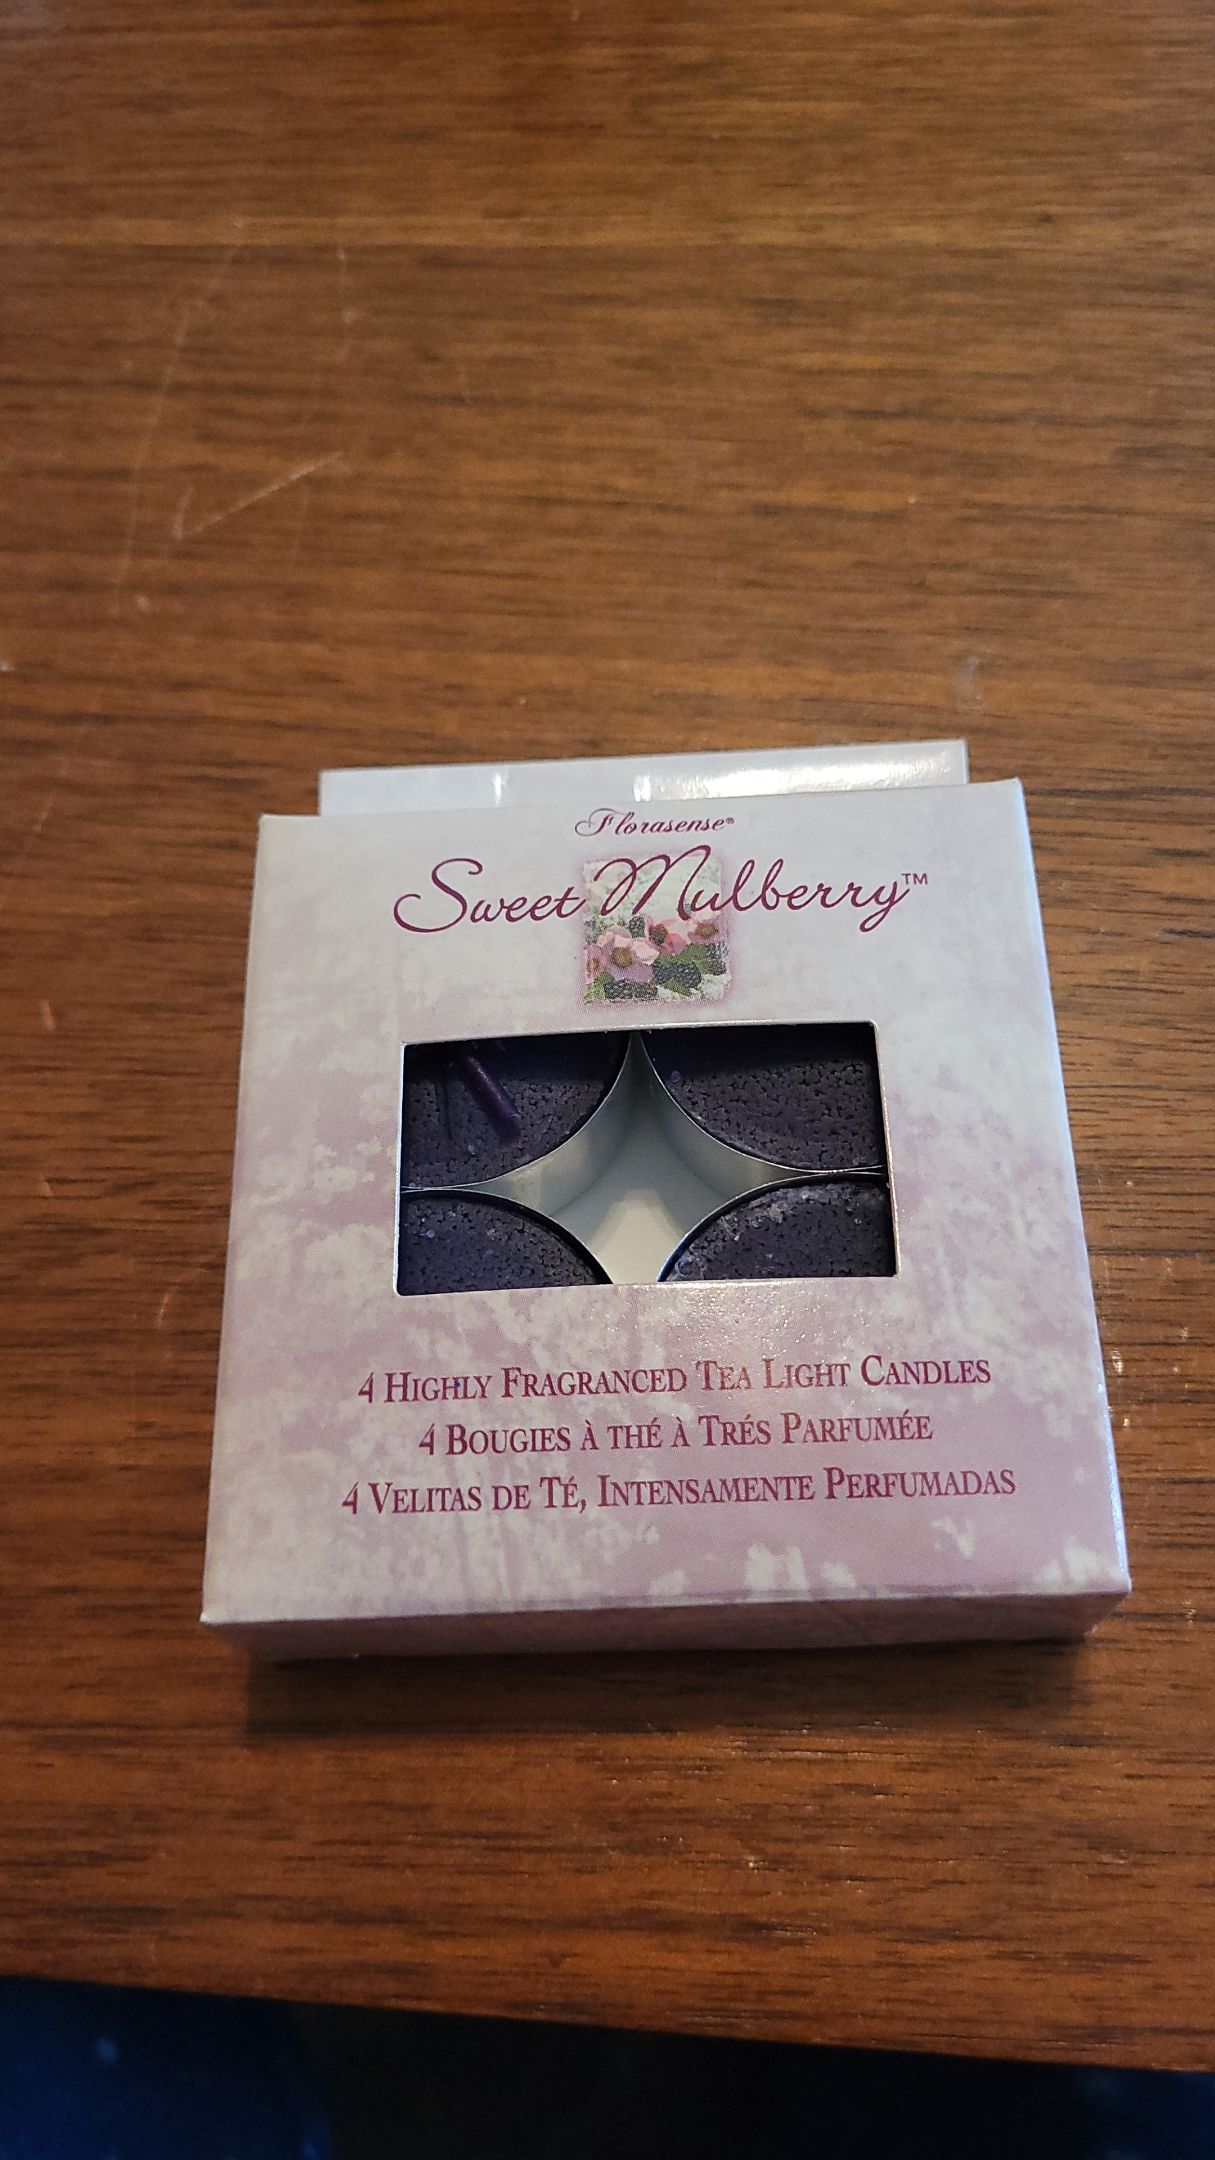 Florasense®
Sweet Mulberry™
4 Highly Fragranced Tea Light Candles
4 Bougies à thé à Trés Parfumée
4 Velitas de Té, Intensamente Perfumadas